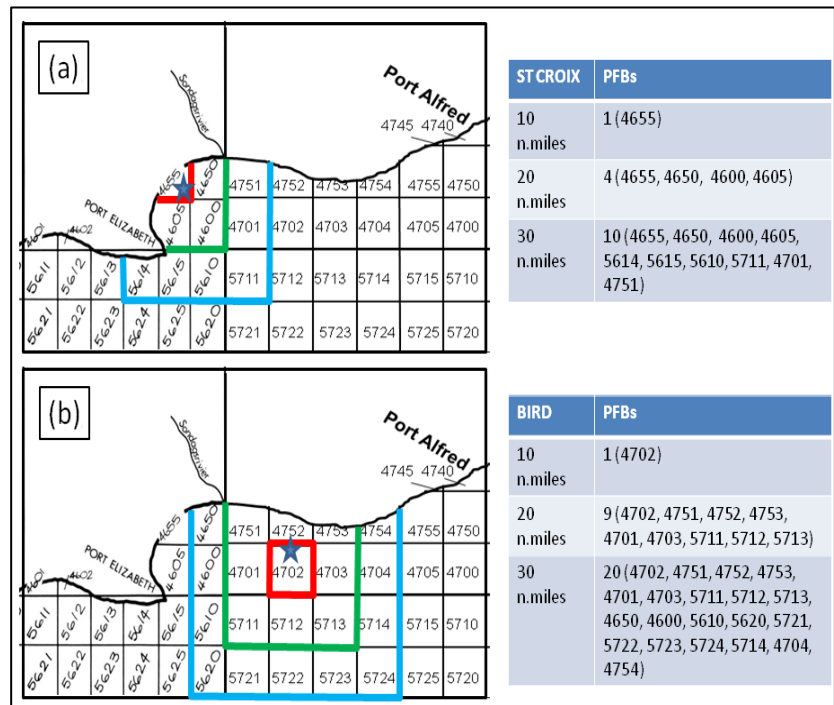 (a)
Sondagsrivier
Port Alfred
4745 4740
4655 4650 4751 4752 4753 4754 4755 4750
PORT ELIZABETH
4605 4600 4701 4702 4703 4704 4705 4700
4601 4602
5611 5612 5613 5614 5615 5610 5711 5712 5713 5714 5715 5710
5621 5622 5623 5624 5625 5620 5721 5722 5723 5724 5725 5720
ST CROIX PFBs
10 n.miles 1 (4655)
20 n.miles 4 (4655, 4650, 4600, 4605)
30 n.miles 10 (4655, 4650, 4600, 4605,
5614, 5615, 5610, 5711, 4701,
4751)
(b)
Sondagsrivier
Port Alfred
4745 4740
4655 4650 4751 4752 4753 4754 4755 4750
PORT ELIZABETH
4605 4600 4701 4702 4703 4704 4705 4700
4601 4602
5611 5612 5613 5614 5615 5610 5711 5712 5713 5714 5715 5710
5621 5622 5623 5624 5625 5620 5721 5722 5723 5724 5725 5720
BIRD PFBs
10 n.miles 1 (4702)
20 n.miles 9 (4702, 4751, 4752, 4753,
4701, 4703, 5711, 5712, 5713)
30 n.miles 20 (4702, 4751, 4752, 4753,
4701, 4703, 5711, 5712, 5713,
4650, 4600, 5610, 5620, 5721,
5722, 5723, 5724, 5714, 4704,
4754)